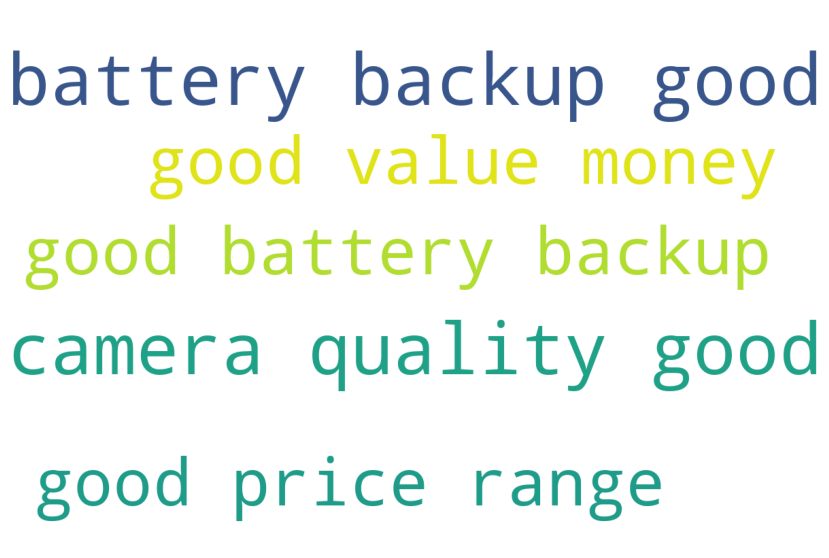 battery backup good
good value money
good battery backup
camera quality good
good price range